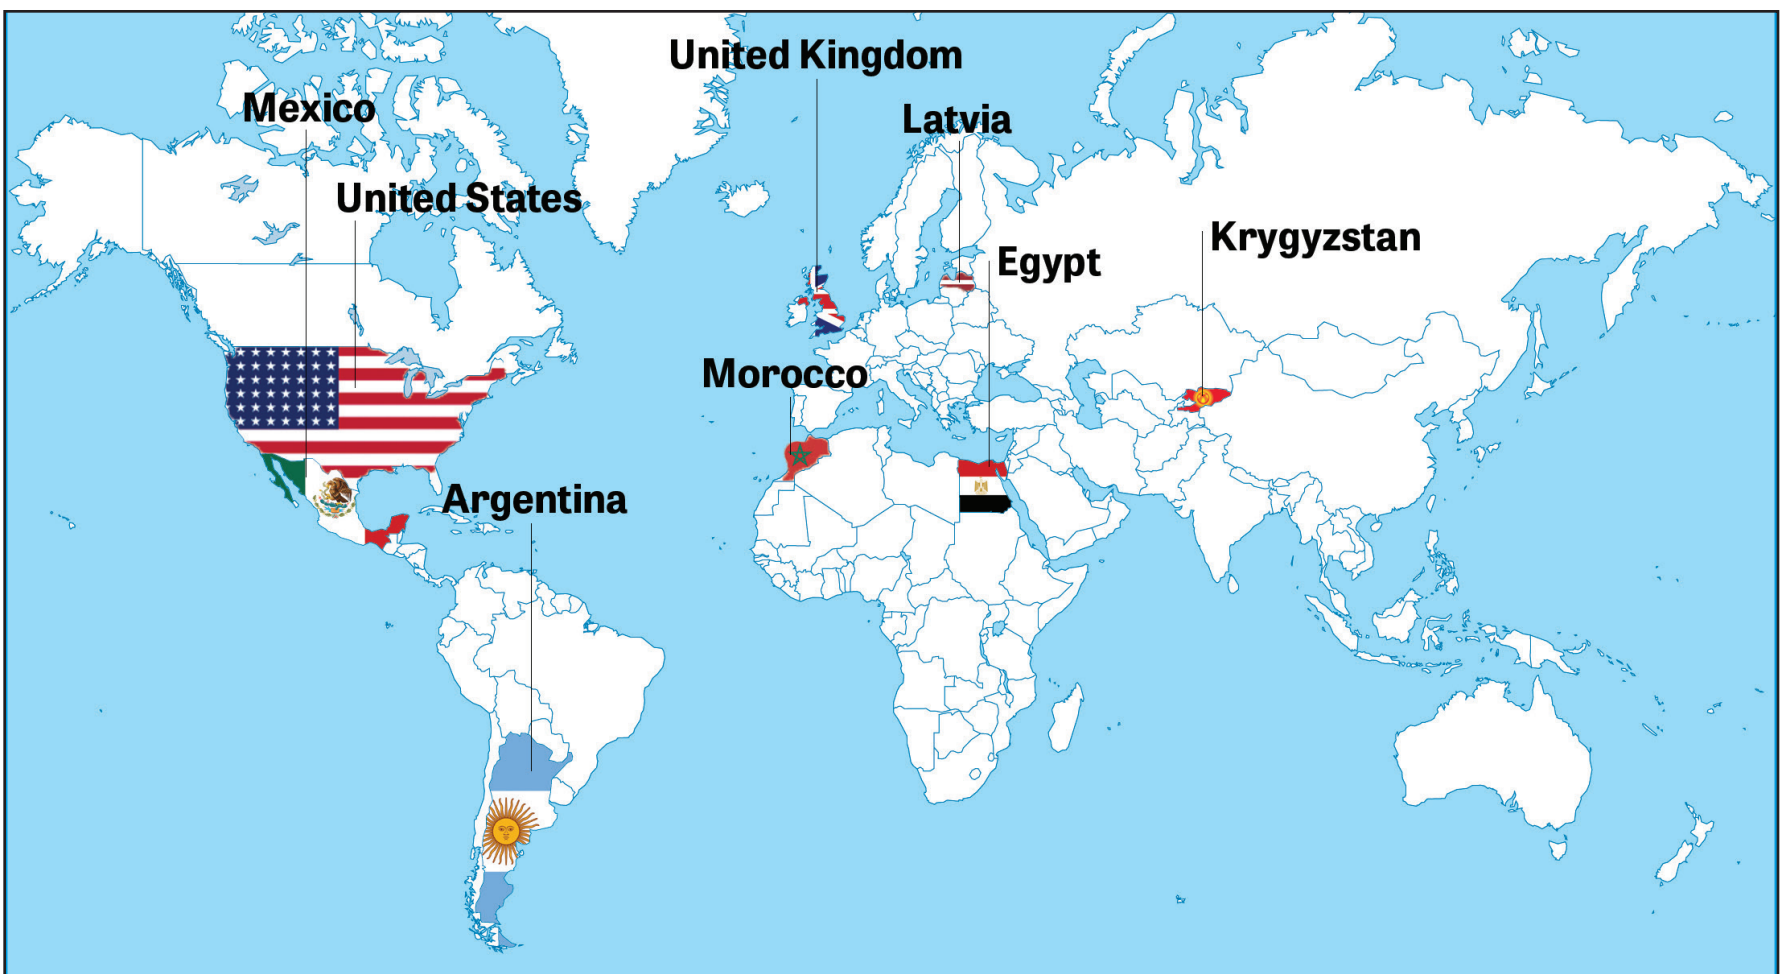 United Kingdom
Mexico
Latvia
United States
Krygyzstan
Egypt
Morocco
Argentina